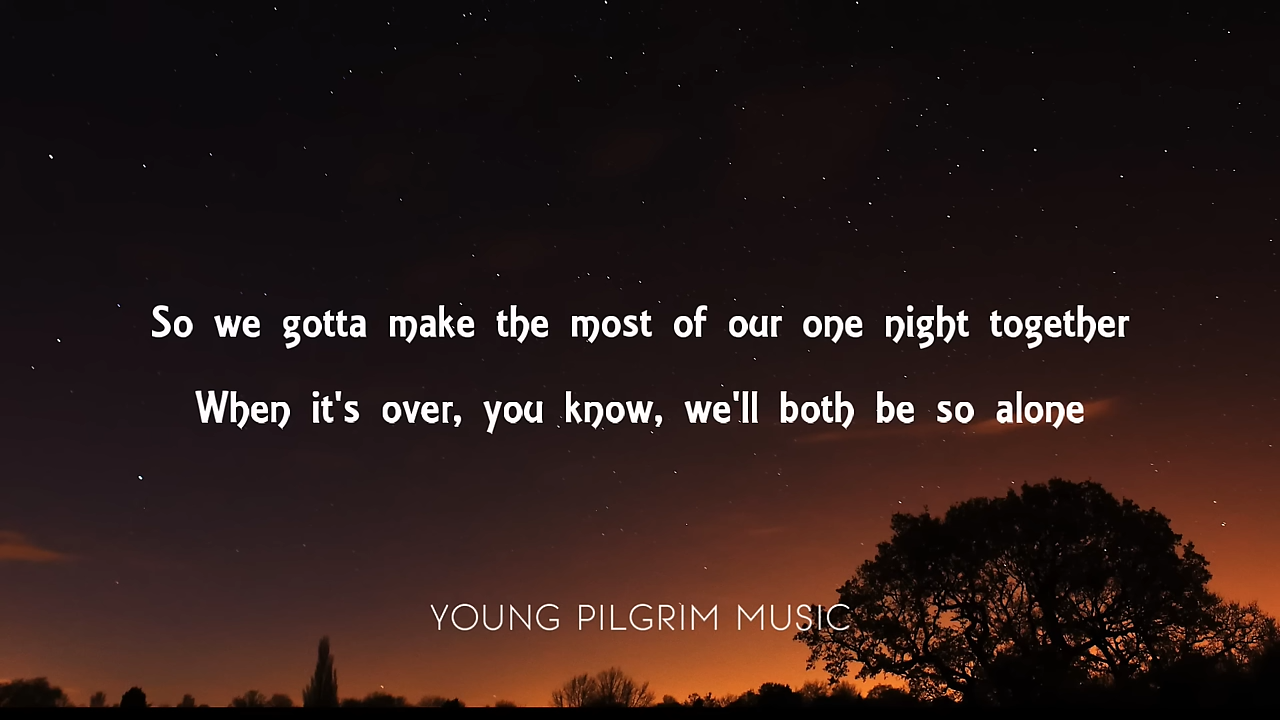 So we gotta make the most of our one night together
When it's over, you know, we'll both be so alone
YOUNG PILGRIM MUSIC